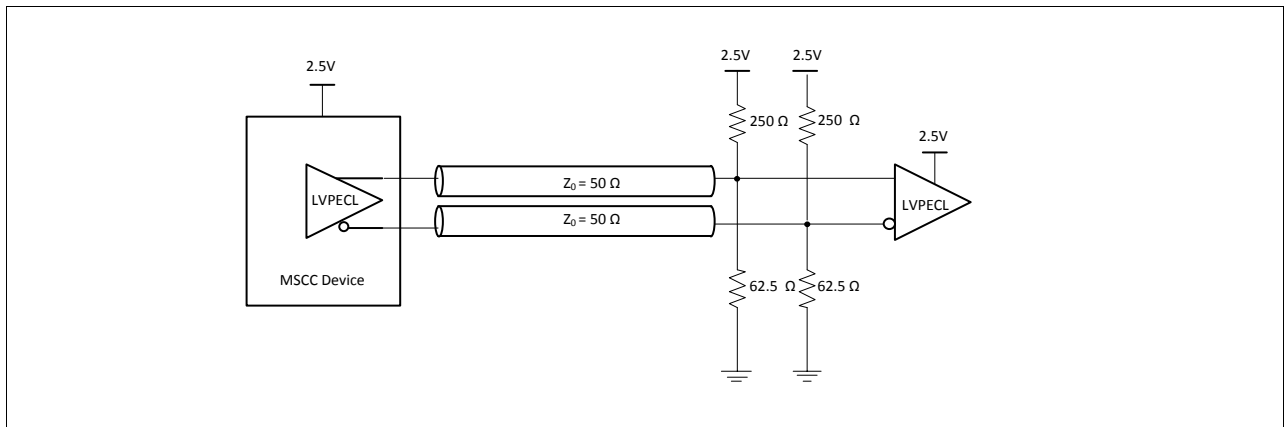 2.5V
2.5V
2.5V
250 Ω
250 Ω
2.5V
Z0 = 50 Ω
LVPECL
LVPECL
Z0 = 50 Ω
MSCC Device
62.5 Ω
62.5 Ω